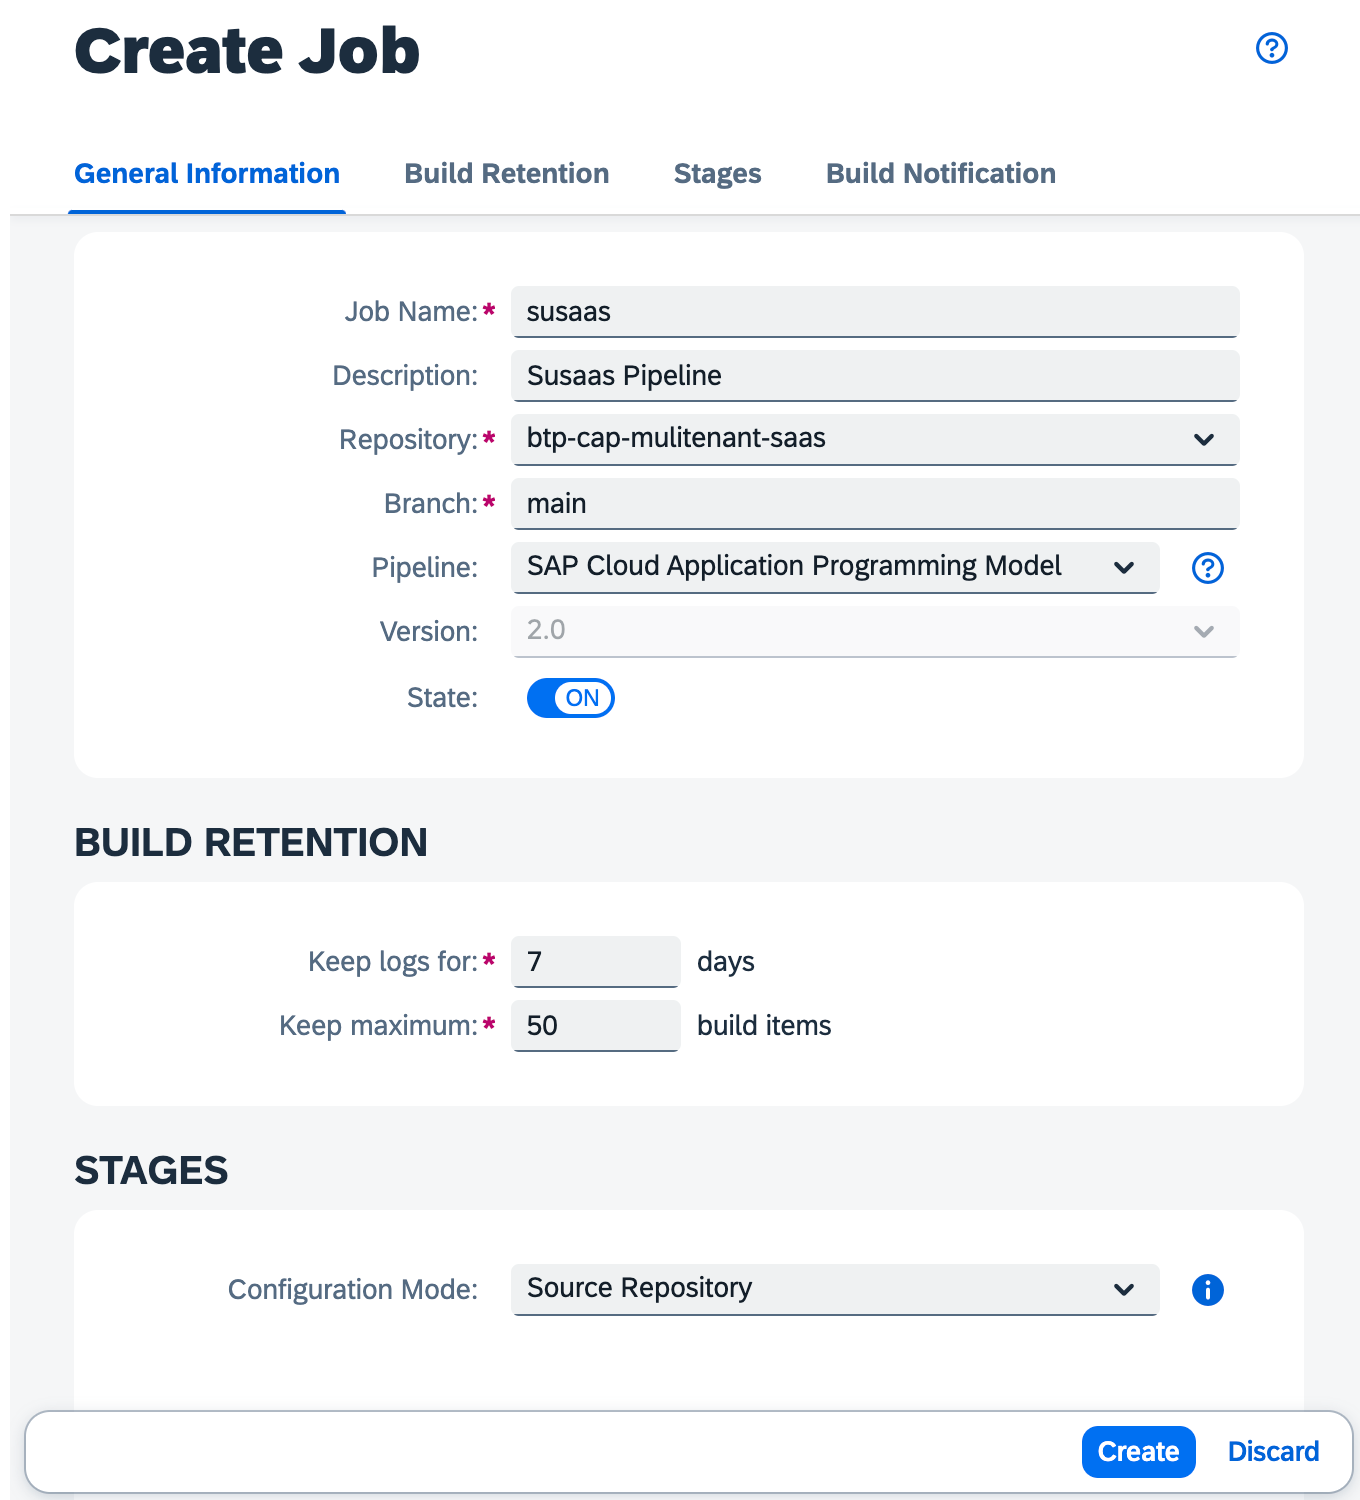 Create Job
General Information Build Retention Stages Build Notification
Job Name:* susaas
Description: Susaas Pipeline
Repository:* btp-cap-mulitenant-saas
Branch:* main
Pipeline: SAP Cloud Application Programming Model
Version: 2.0
State: ON
BUILD RETENTION
Keep logs for:* 7 days
Keep maximum:* 50 build items
STAGES
Configuration Mode: Source Repository
Create Discard